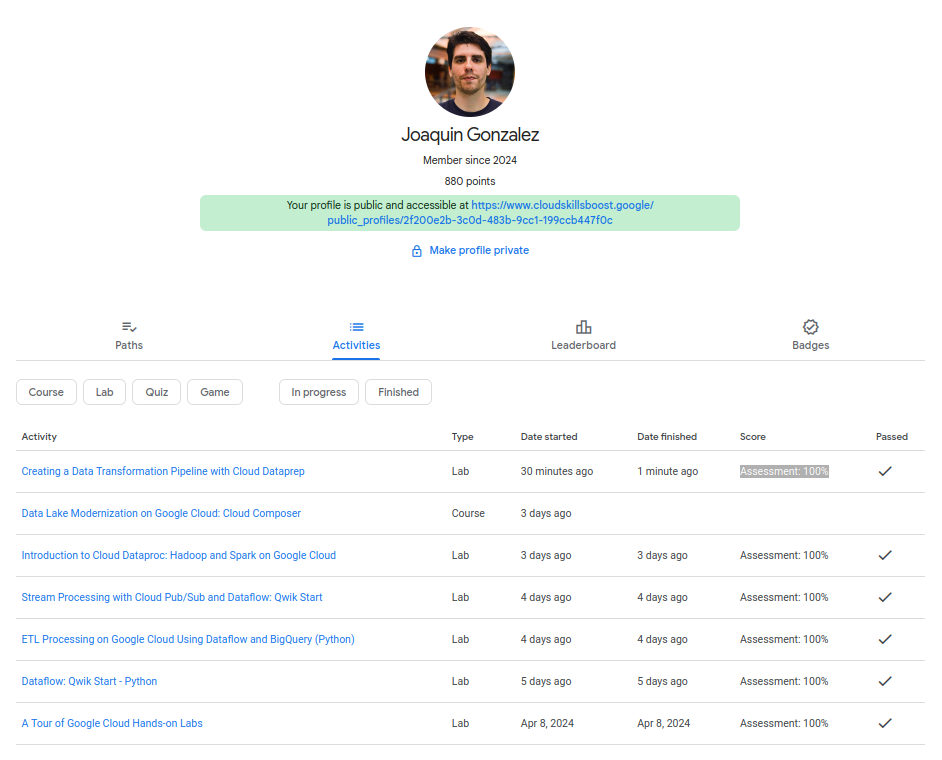 Joaquin Gonzalez
Member since 2024
880 points
Your profile is public and accessible at https://www.cloudskillsboost.google/
public_profiles/2f200e2b-3c0d-483b-9cc1-199ccb447f0c
Make profile private
Paths Activities Leaderboard Badges
Course Lab Quiz Game In progress Finished
Activity Type Date started Date finished Score Passed
Creating a Data Transformation Pipeline with Cloud Dataprep Lab 30 minutes ago 1 minute ago Assessment: 100%
Data Lake Modernization on Google Cloud: Cloud Composer Course 3 days ago
Introduction to Cloud Dataproc: Hadoop and Spark on Google Cloud Lab 3 days ago 3 days ago Assessment: 100%
Stream Processing with Cloud Pub/Sub and Dataflow: Qwik Start Lab 4 days ago 4 days ago Assessment: 100%
ETL Processing on Google Cloud Using Dataflow and BigQuery (Python) Lab 4 days ago 4 days ago Assessment: 100%
Dataflow: Qwik Start - Python Lab 5 days ago 5 days ago Assessment: 100%
A Tour of Google Cloud Hands-on Labs Lab Apr 8, 2024 Apr 8, 2024 Assessment: 100%